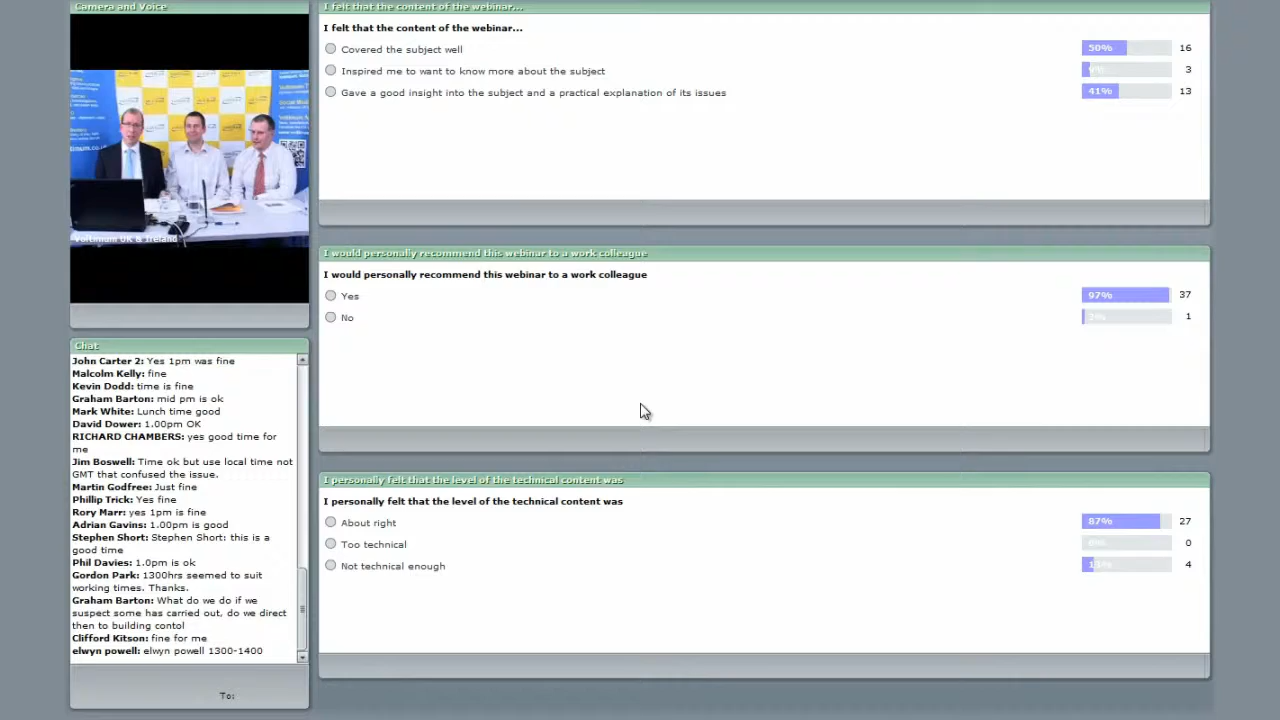 Camera and Voice
Voltimum UK & Ireland
Chat
John Carter 2: Yes 1pm was fine
Malcolm Kelly: fine
Kevin Dodd: time is fine
Graham Barton: mid pm is ok
Mark White: Lunch time good
David Dower: 1.00pm OK
RICHARD CHAMBERS: yes good time for
me
Jim Boswell: Time ok but use local time not
GMT that confused the issue.
Martin Godfree: Just fine
Phillip Trick: Yes fine
Rory Marr: yes 1pm is fine
Adrian Gavins: 1.00pm is good
Stephen Short: Stephen Short: this is a
good time
Phil Davies: 1.0pm is ok
Gordon Park: 1300hrs seemed to suit
working times. Thanks.
Graham Barton: What do we do if we
suspect some has carried out, do we direct
then to building contol
Clifford Kitson: fine for me
elwyn powell: elwyn powell 1300-1400
To:
I felt that the content of the webinar...
I felt that the content of the webinar...
Covered the subject well 50% 16
Inspired me to want to know more about the subject 3
Gave a good insight into the subject and a practical explanation of its issues 41% 13
I would personally recommend this webinar to a work colleague
I would personally recommend this webinar to a work colleague
Yes 97% 37
No 1
I personally felt that the level of the technical content was
I personally felt that the level of the technical content was
About right 87% 27
Too technical 0% 0
Not technical enough 4